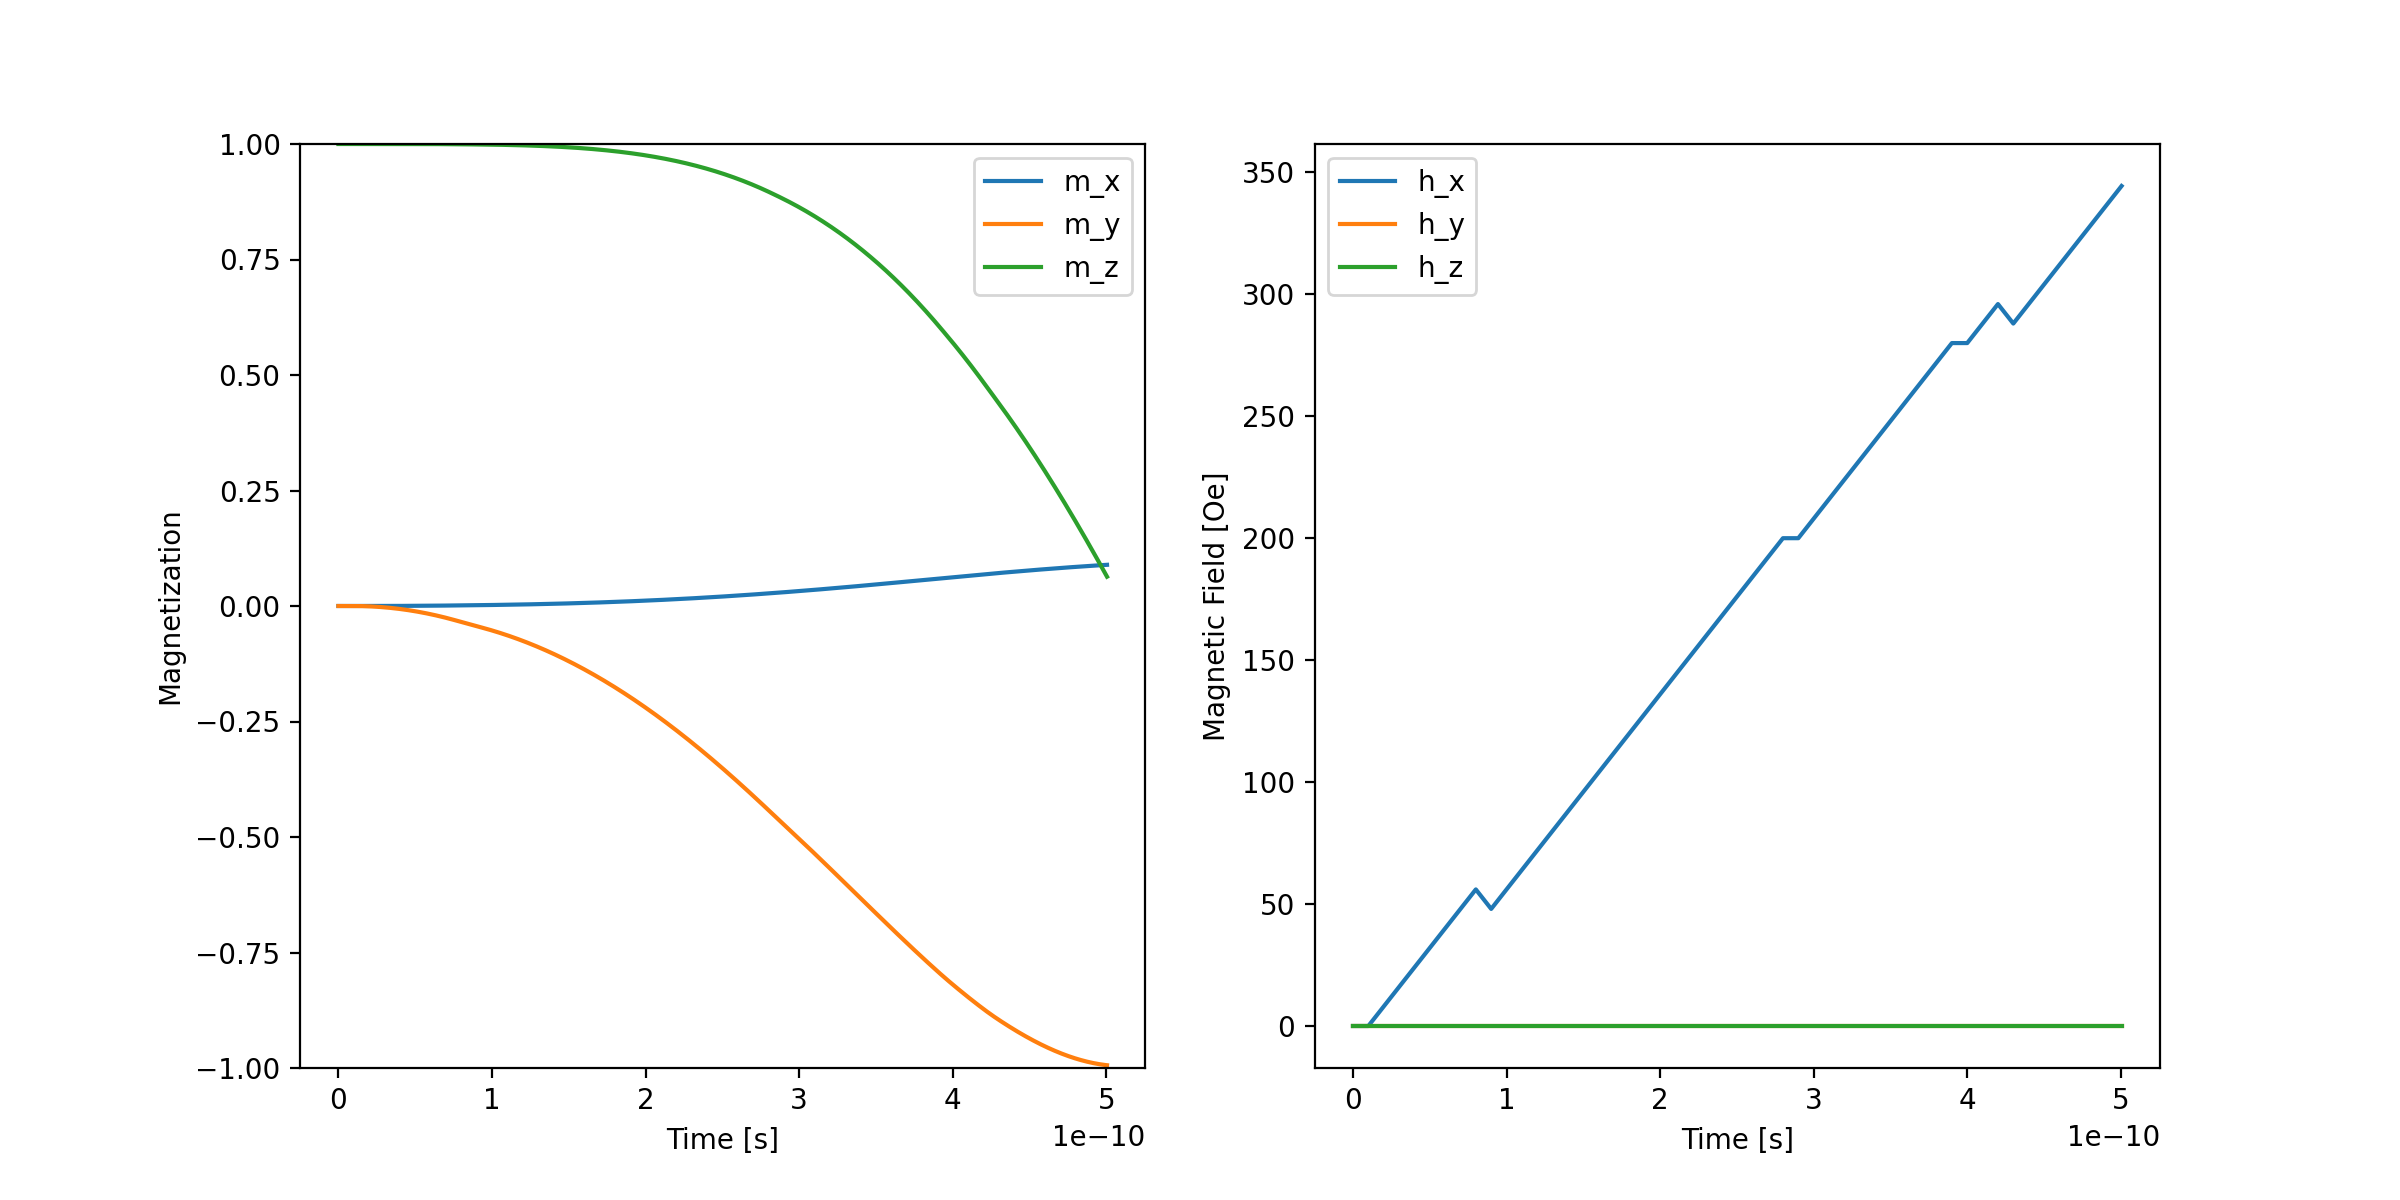 1.00
0.75
0.50
0.25
0.00
−0.25
−0.50
−0.75
−1.00
Magnetization
m_x
m_y
m_z
0 1 2 3 4 5
Time [s]
1e−10
350
300
250
200
150
100
50
0
Magnetic Field [Oe]
h_x
h_y
h_z
0 1 2 3 4 5
Time [s]
1e−10